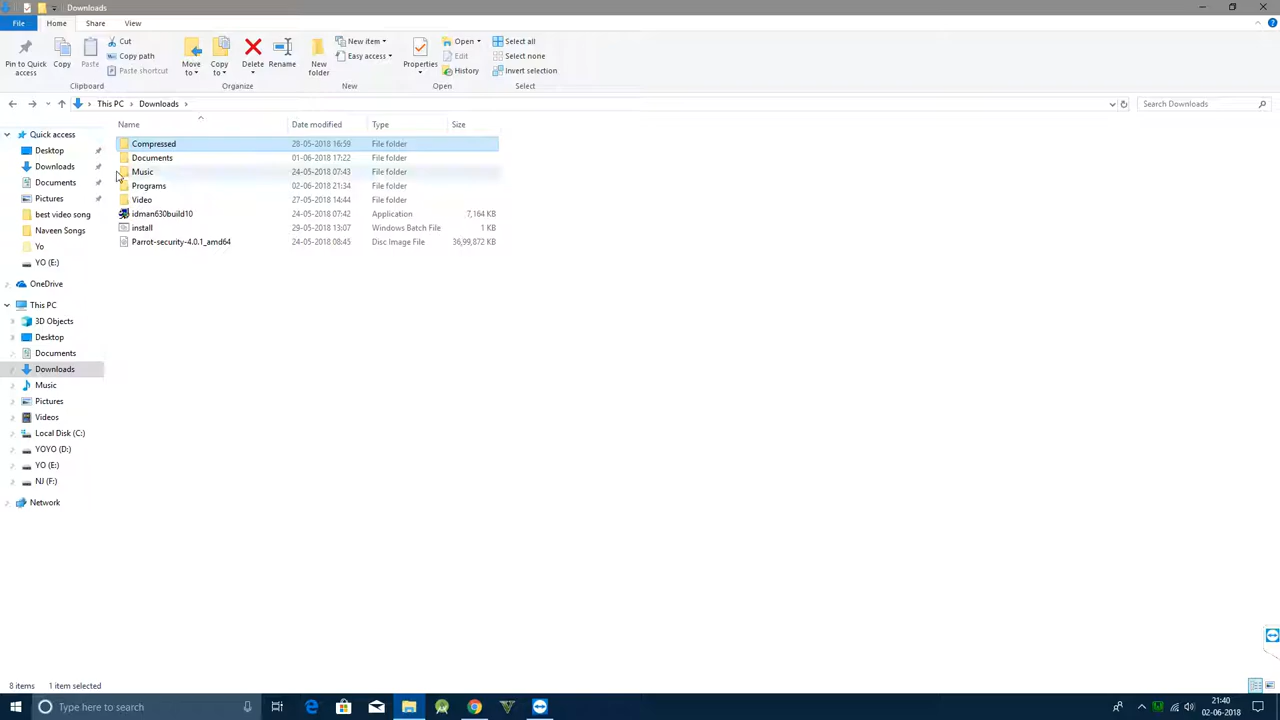 Downloads
File Home Share View
Pin to Quick access
Copy
Paste
Cut
Copy path
Paste shortcut
Clipboard
Move to
Copy to
Delete
Rename
Organize
New folder
New item
Easy access
New
Properties
Open
Edit
History
Open
Select all
Select none
Invert selection
Select
This PC Downloads
Search Downloads
Name Date modified Type Size
Compressed 28-05-2018 16:59 File folder
Documents 01-06-2018 17:22 File folder
Music 24-05-2018 07:43 File folder
Programs 02-06-2018 21:34 File folder
Video 27-05-2018 14:44 File folder
idman630build10 24-05-2018 07:42 Application 7,164 KB
install 29-05-2018 13:07 Windows Batch File 1 KB
Parrot-security-4.0.1_amd64 24-05-2018 08:45 Disc Image File 36,99,872 KB
Quick access
Desktop
Downloads
Documents
Pictures
best video song
Naveen Songs
Yo
YO (E:)
OneDrive
This PC
3D Objects
Desktop
Documents
Downloads
Music
Pictures
Videos
Local Disk (C:)
YOYO (D:)
YO (E:)
NJ (F:)
Network
8 items 1 item selected
Type here to search
21:40
02-06-2018